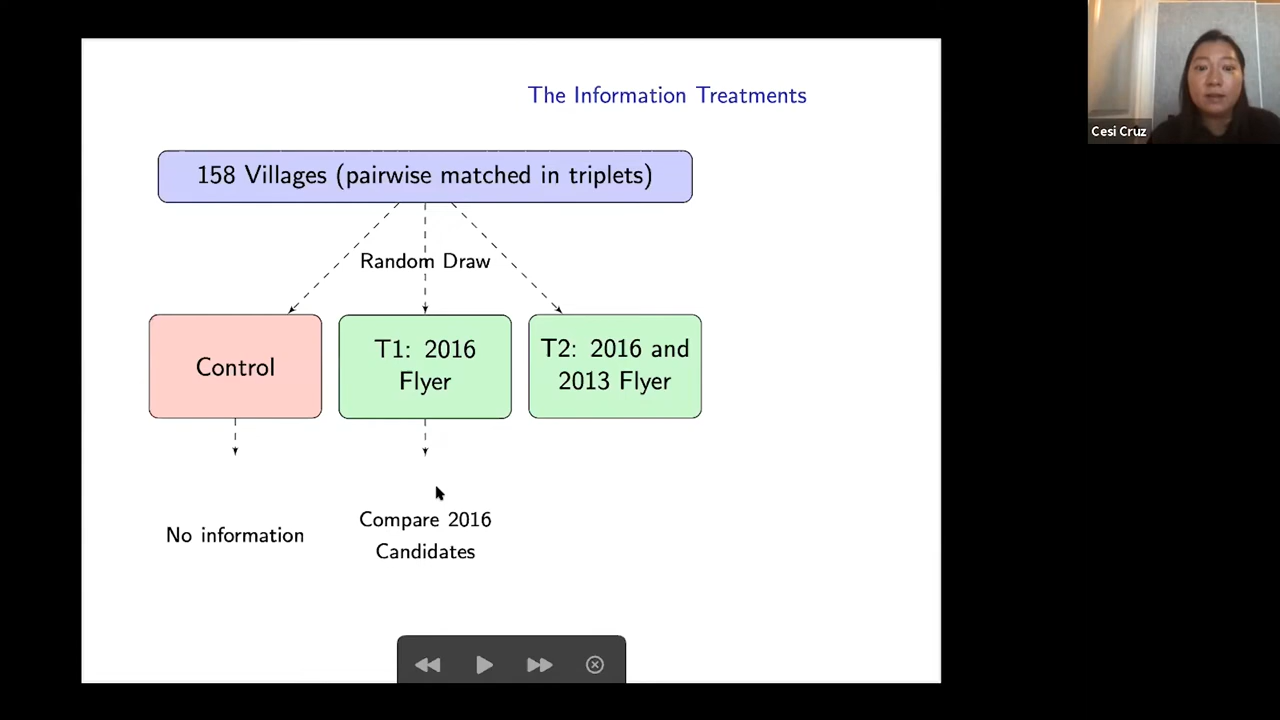 The Information Treatments
Cesi Cruz
158 Villages (pairwise matched in triplets)
Random Draw
Control
T1: 2016
Flyer
T2: 2016 and
2013 Flyer
No information
Compare 2016
Candidates